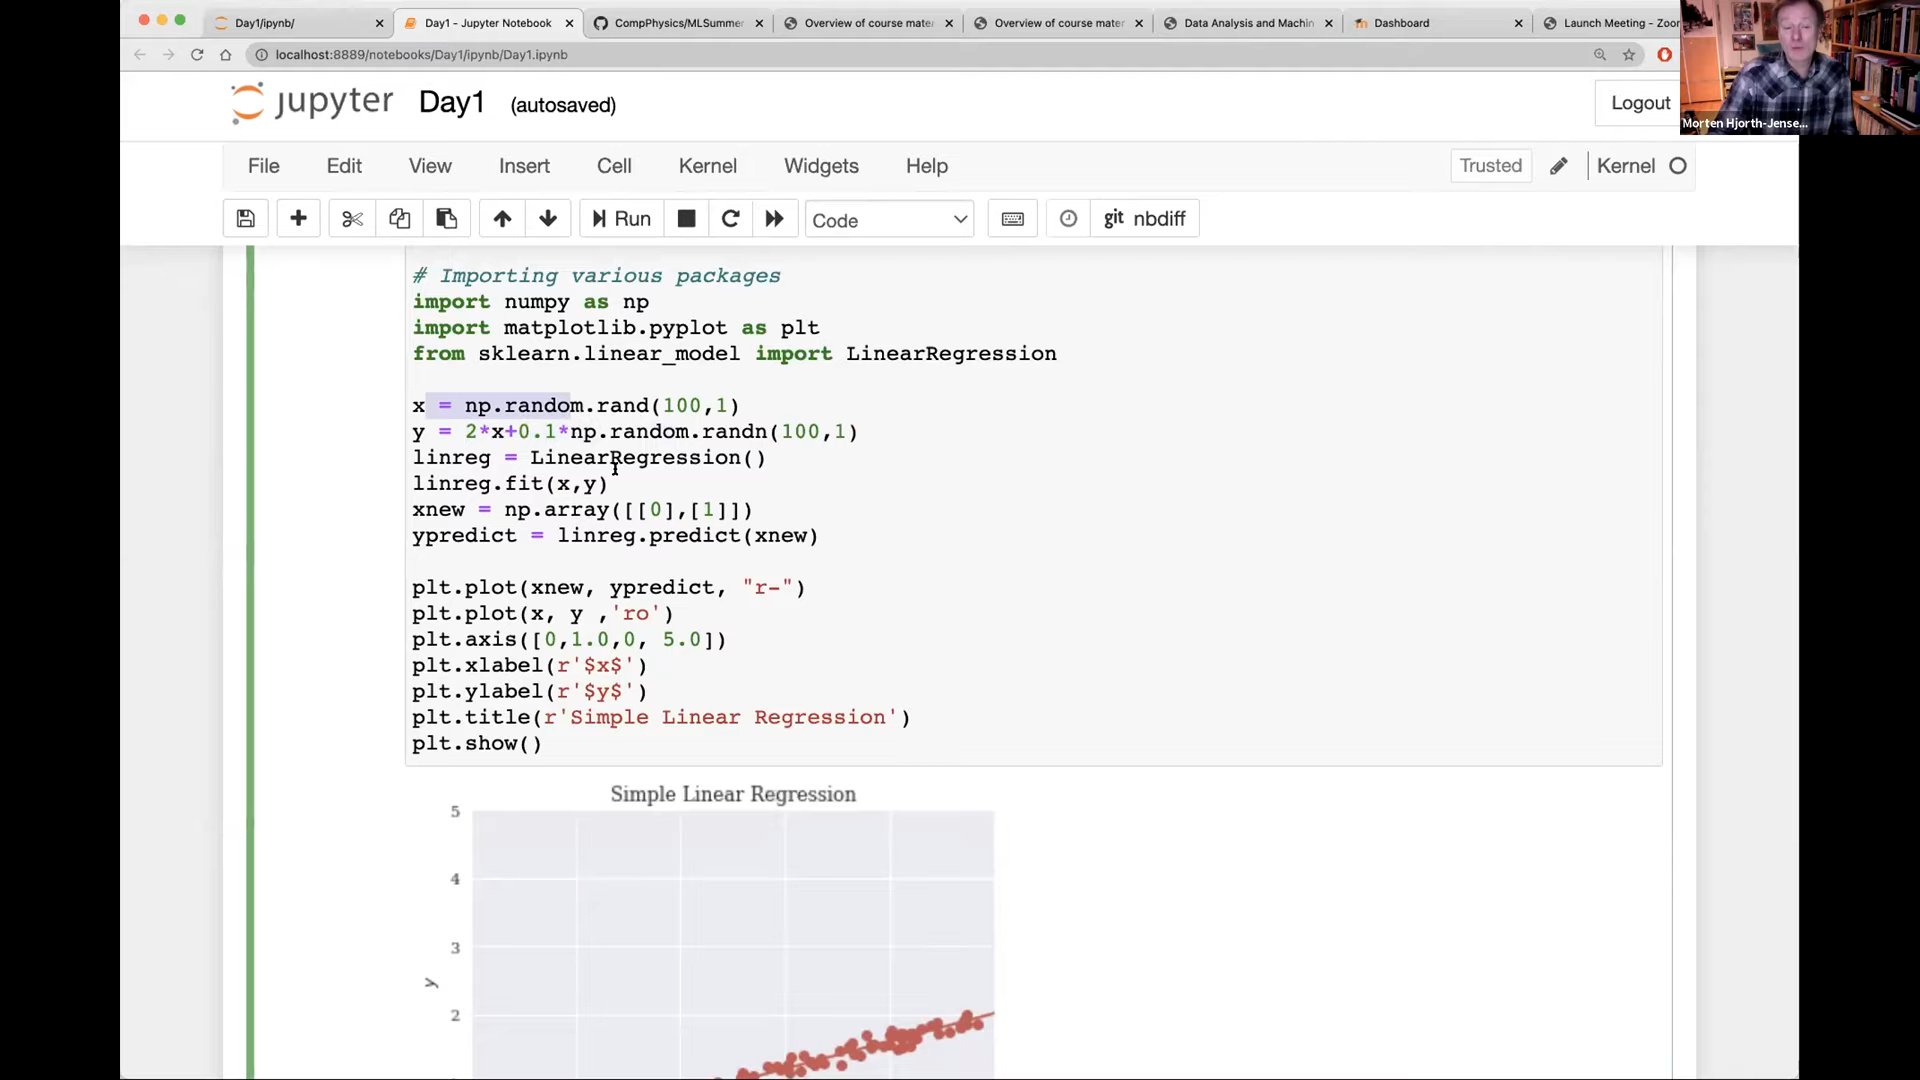 Day1/ipynb/
Day1 - Jupyter Notebook
CompPhysics/MLSummer
Overview of course mater
Overview of course mater
Data Analysis and Machin
Dashboard
Launch Meeting - Zoo
localhost:8889/notebooks/Day1/ipynb/Day1.ipynb
Morten Hjorth-Jense...
jupyter Day1 (autosaved)
Logout
File Edit View Insert Cell Kernel Widgets Help
Trusted
Kernel
Run
Code
git nbdiff
# Importing various packages
import numpy as np
import matplotlib.pyplot as plt
from sklearn.linear_model import LinearRegression
x = np.random.rand(100,1)
y = 2*x+0.1*np.random.randn(100,1)
linreg = LinearRegression()
linreg.fit(x,y)
xnew = np.array([[0],[1]])
ypredict = linreg.predict(xnew)
plt.plot(xnew, ypredict, "r-")
plt.plot(x, y ,'ro')
plt.axis([0,1.0,0, 5.0])
plt.xlabel(r'$x$')
plt.ylabel(r'$y$')
plt.title(r'Simple Linear Regression')
plt.show()
Simple Linear Regression
5
4
3
y
2